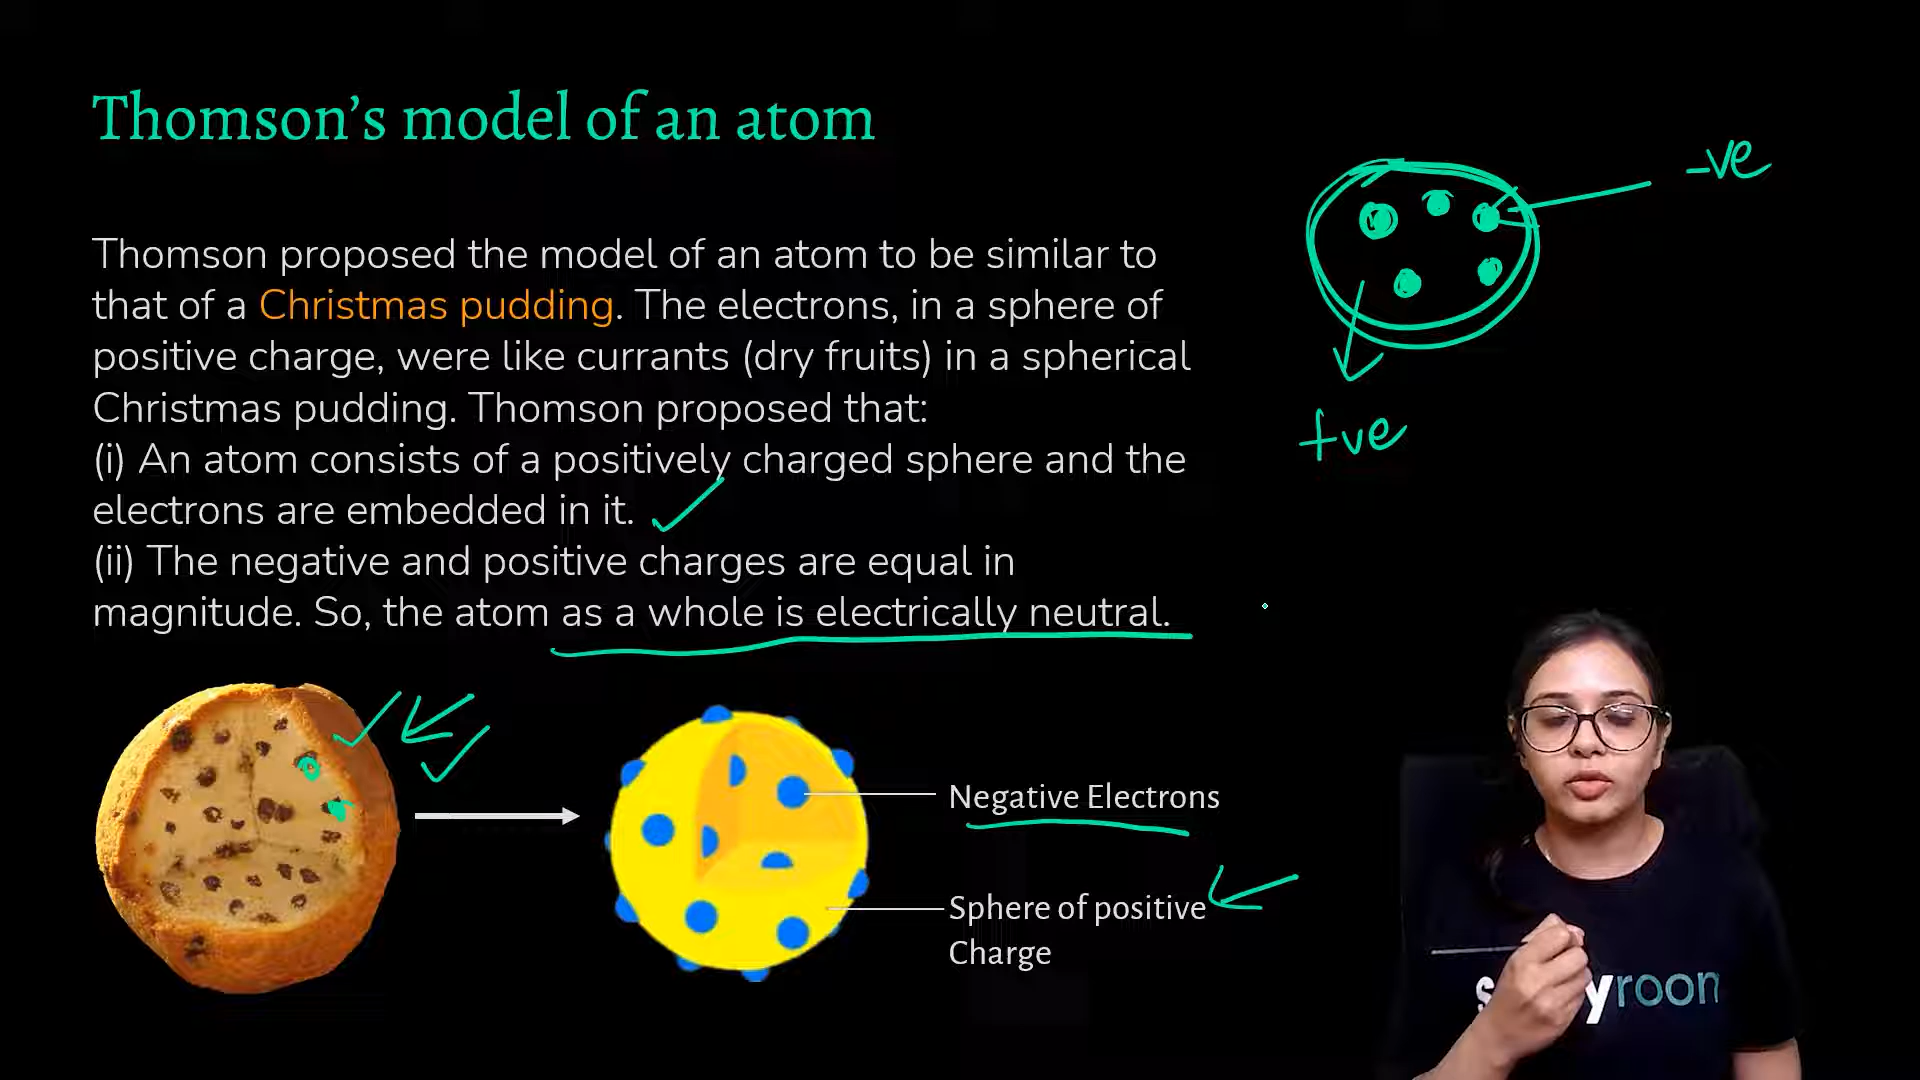 Thomson's model of an atom
-ve
Thomson proposed the model of an atom to be similar to
that of a Christmas pudding. The electrons, in a sphere of
positive charge, were like currants (dry fruits) in a spherical
Christmas pudding. Thomson proposed that:
+ve
(i) An atom consists of a positively charged sphere and the
electrons are embedded in it.
(ii) The negative and positive charges are equal in
magnitude. So, the atom as a whole is electrically neutral.
Negative Electrons
Sphere of positive
Charge